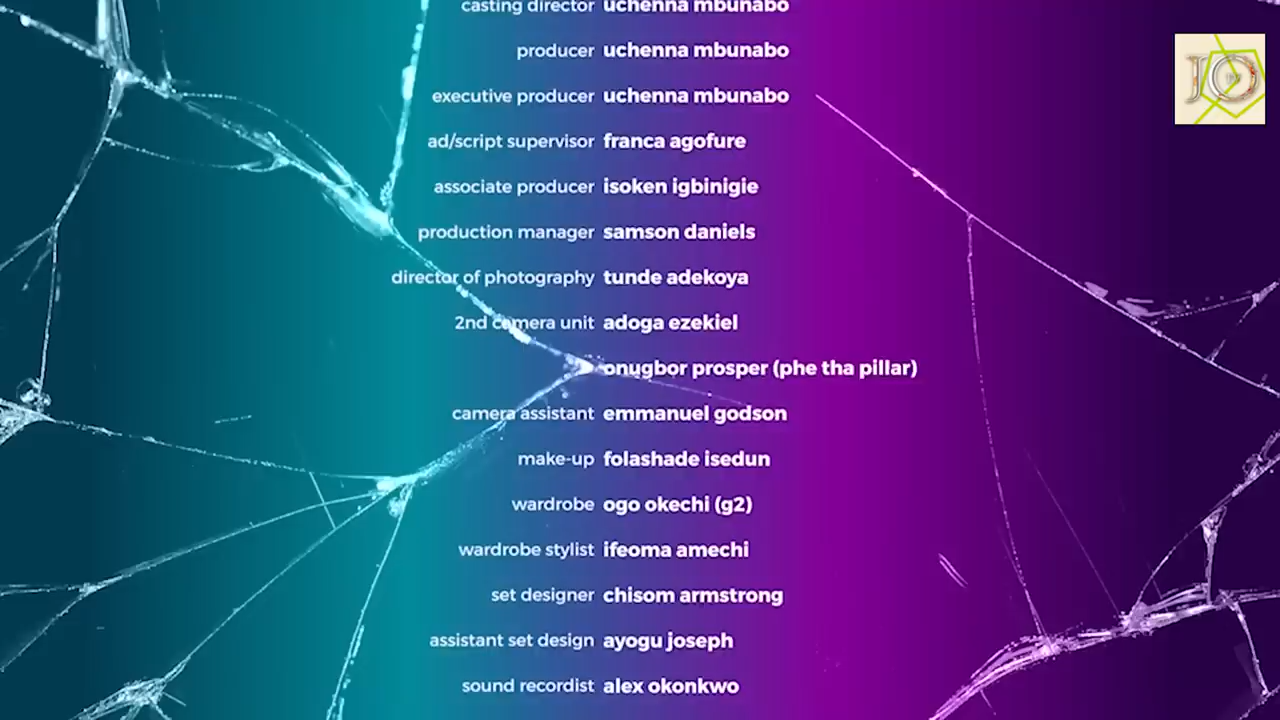 casting director uchenna mbunabo
producer uchenna mbunabo
executive producer uchenna mbunabo
ad/script supervisor franca agofure
associate producer isoken igbinigie
production manager samson daniels
director of photography tunde adekoya
2nd camera unit adoga ezekiel
onugbor prosper (phe tha pillar)
camera assistant emmanuel godson
make-up folashade isedun
wardrobe ogo okechi (g2)
wardrobe stylist ifeoma amechi
set designer chisom armstrong
assistant set design ayogu joseph
sound recordist alex okonkwo
JO